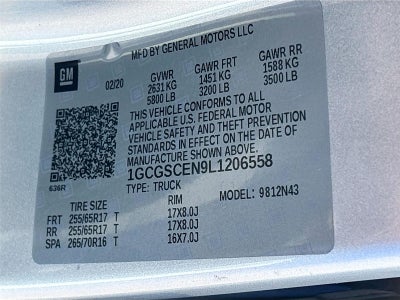 MFD BY GENERAL MOTORS LLC
GM
02/20
GVWR GAWR FRT GAWR RR
2631 KG 1451 KG 1588 KG
5800 LB 3200 LB 3500 LB
THIS VEHICLE CONFORMS TO ALL
APPLICABLE U.S. FEDERAL MOTOR
VEHICLE SAFETY AND THEFT PREVENTION
STANDARDS IN EFFECT ON THE DATE OF
MANUFACTURE SHOWN ABOVE.
636R
1GCGSCEN9L1206558
TYPE: TRUCK MODEL: 9812N43
TIRE SIZE RIM
FRT 255/65R17 T 17X8.0J
RR 255/65R17 T 17X8.0J
SPA 265/70R16 T 16X7.0J